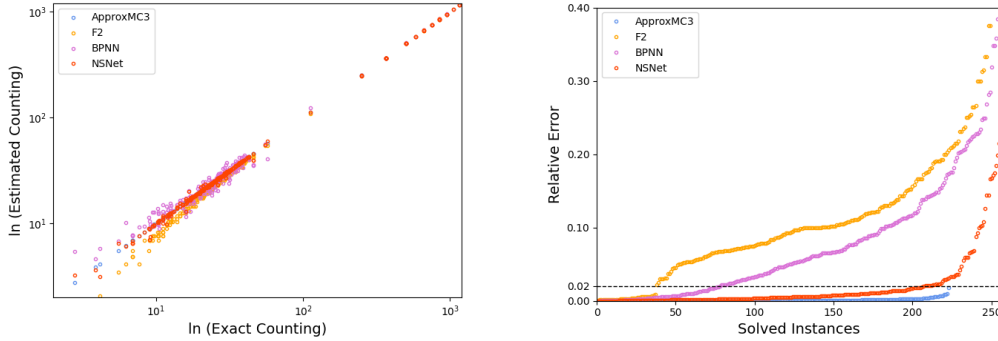 10³
10²
10¹
ln (Estimated Counting)
ApproxMC3
F2
BPNN
NSNet
10¹ 10² 10³
ln (Exact Counting)
0.40
0.30
0.20
0.10
0.02
0.00
Relative Error
ApproxMC3
F2
BPNN
NSNet
0 50 100 150 200 250
Solved Instances